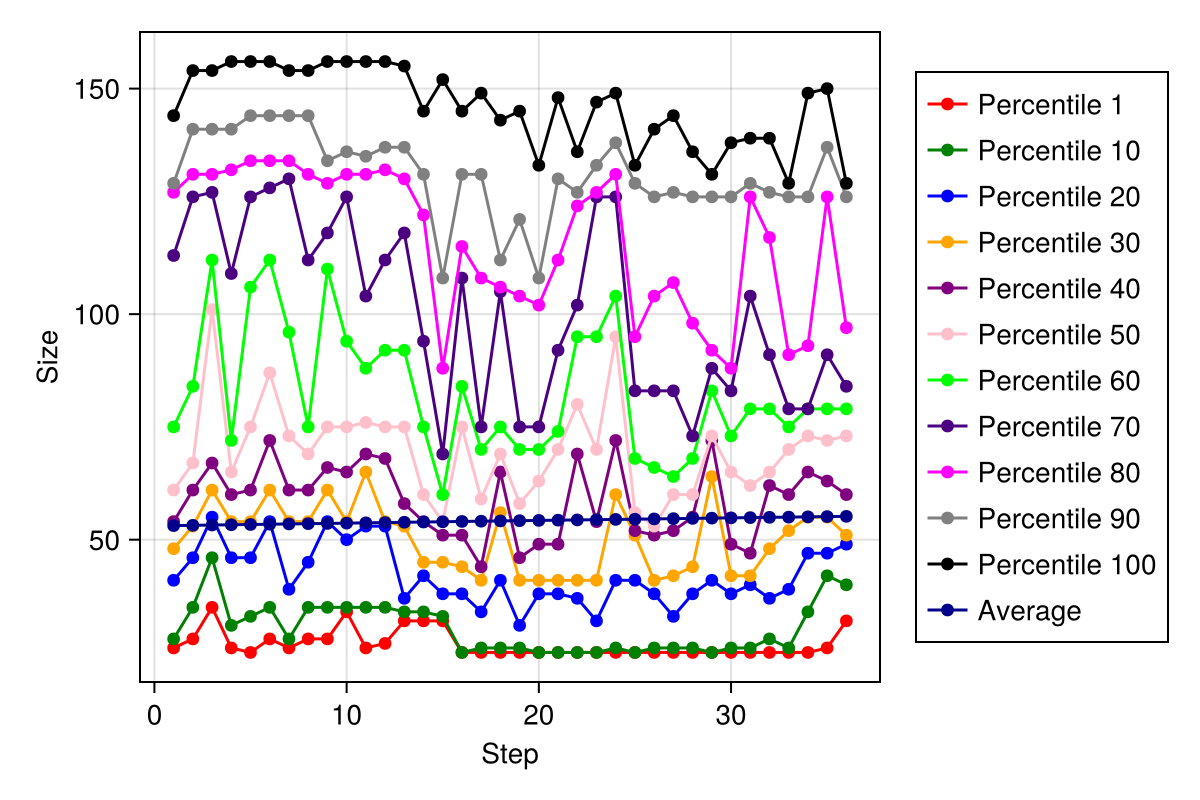 150
100
50
Size
0
10
20
30
Step
Percentile 1
Percentile 10
Percentile 20
Percentile 30
Percentile 40
Percentile 50
Percentile 60
Percentile 70
Percentile 80
Percentile 90
Percentile 100
Average